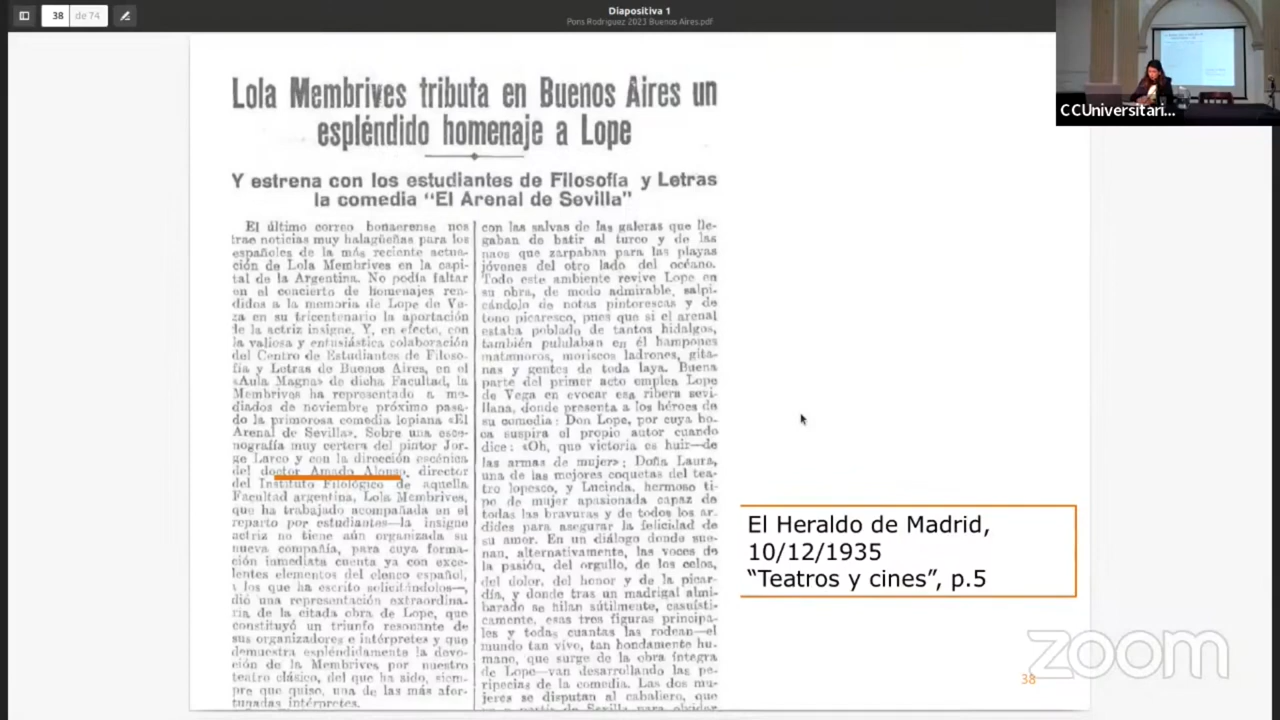 38 de 74
Diapositiva 1
Pons Rodriguez 2023 Buenos Aires.pdf
CCUniversitari...
Lola Membrives tributa en Buenos Aires un
espléndido homenaje a Lope
Y estrena con los estudiantes de Filosofía y Letras
la comedia “El Arenal de Sevilla”
El último correo bonaerense nos
trae noticias muy halagüeñas para los
españoles de la más reciente actua-
ción de Lola Membrives en la capi-
tal de la Argentina. No podía faltar
en el concierto de homenajes ren-
didos a la memoria de Lope de Ve-
ga en su tricentenario la aportación
de la actriz insigne. Y, en efecto, con
la valiosa y entusiástica colaboración
del Centro de Estudiantes de Filoso-
fía y Letras de Buenos Aires, en el
«Aula Magna» de dicha Facultad, la
Membrives ha representado a me-
diados de noviembre próximo pasa-
do la primorosa comedia lopiana «El
Arenal de Sevilla». Sobre una esce-
nografía muy certera del pintor Jor-
ge Larco y con la dirección escénica
del doctor Amado Alonso, director
del Instituto Filológico de aquella
Facultad argentina, Lola Membrives,
que ha trabajado acompañada en el
reparto por estudiantes—la insigne
actriz no tiene aún organizada su
nueva compañía, para cuya forma-
ción inmediata cuenta ya con exce-
lentes elementos del elenco español,
a los que ha escrito solicitándolos—,
dió una representación extraordina-
ria de la citada obra de Lope, que
constituyó un triunfo resonante de
sus organizadores e intérpretes y que
demuestra espléndidamente la devo-
ción de la Membrives por nuestro
teatro clásico, del que ha sido, siem-
pre que quiso, una de las más afor-
tunadas intérpretes.
con las salvas de las galeras que lle-
gaban de batir al turco y de las
naos que zarpaban para las playas
jóvenes del otro lado del océano.
Todo este ambiente revive Lope en
su obra, de modo admirable, salpi-
cándolo de notas pintorescas y de
tono picaresco, pues que si el arenal
estaba poblado de tantos hidalgos,
también pululaban en él hampones
matamoros, moriscos ladrones, gita-
nas y gentes de toda laya. Buena
parte del primer acto emplea Lope
de Vega en evocar esa ribera sevi-
llana, donde presenta a los héroes de
su comedia: Don Lope, por cuya bo-
ca suspira el propio autor cuando
dice: «Oh, que victoria es huir—de
las armas de mujer»; Doña Laura,
una de las mejores coquetas del tea-
tro lopesco, y Lucinda, hermoso ti-
po de mujer apasionada capaz de
todas las bravuras y de todos los ar-
dides para asegurar la felicidad de
su amor. En un diálogo donde sue-
nan, alternativamente, las voces de
la pasión, del orgullo, de los celos,
del dolor, del honor y de la picar-
día, y donde tras un madrigal almi-
barado se hilan sútilmente, casuísti-
camente, esas tres figuras principa-
les y todas cuantas las rodean—el
mundo tan vivo, tan hondamente hu-
mano, que surge de la obra íntegra
de Lope—van desarrollando las pe-
ripecias de la comedia. Las dos mu-
jeres se disputan al caballero, que
El Heraldo de Madrid,
10/12/1935
“Teatros y cines”, p.5
zoom
38